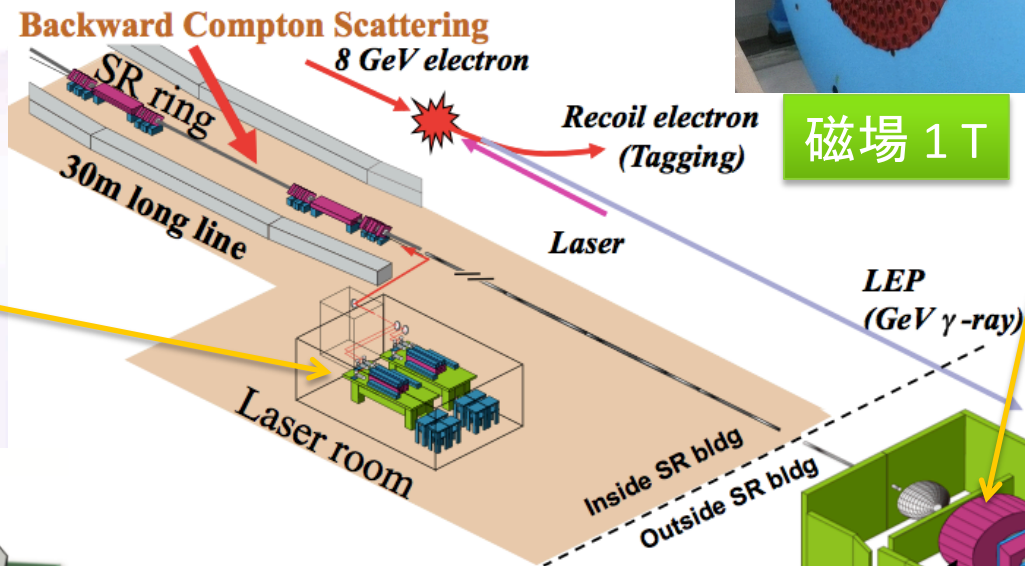 Backward Compton Scattering
8 GeV electron
SR ring
Recoil electron
(Tagging)
磁場 1 T
30m long line
Laser
LEP
(GeV γ-ray)
Laser room
Inside SR bldg
Outside SR bldg